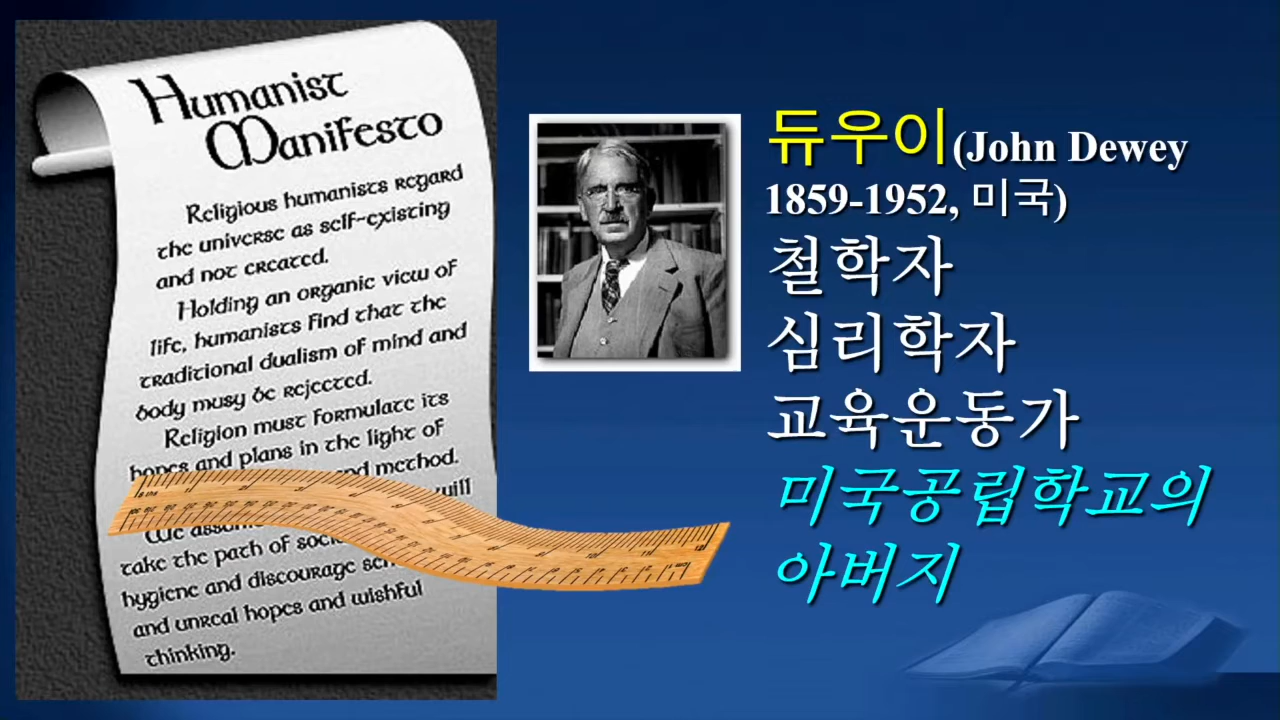 Humanist
Manifesto
Religious humanists regard
the universe as self-existing
and not created.
Holding an organic view of
life, humanists find that the
traditional dualism of mind and
body musy be rejected.
Religion must formulate its
hopes and plans in the light of
and method.
will
We
take the path of
hygiene and discourage
and unreal hopes and wishful
thinking.
듀우이(John Dewey
1859-1952, 미국)
철학자
심리학자
교육운동가
미국공립학교의
아버지